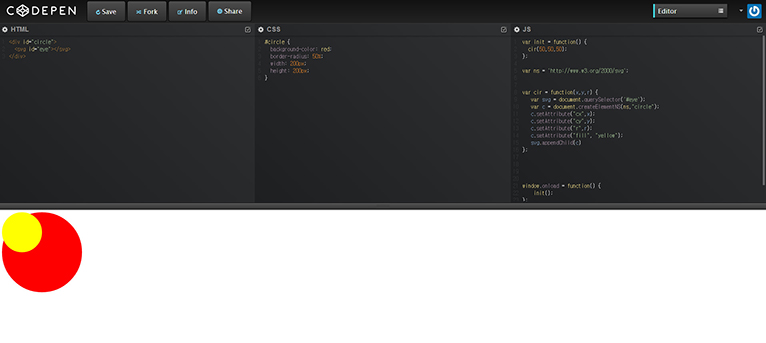 CODEPEN
Save
Fork
Info
Share
Editor
HTML
<div id="circle">
<svg id="eye"></svg>
</div>
CSS
#circle {
background-color: red;
border-radius: 50%;
width: 200px;
height: 200px;
}
JS
var init = function() {
cir(50,50,50);
};
var ns = 'http://www.w3.org/2000/svg';
var cir = function(x,y,r) {
var svg = document.querySelector('#eye');
var c = document.createElementNS(ns,"circle");
c.setAttribute("cx",x);
c.setAttribute("cy",y);
c.setAttribute("r",r);
c.setAttribute("fill", "yellow");
svg.appendChild(c)
};
window.onload = function() {
init();
};